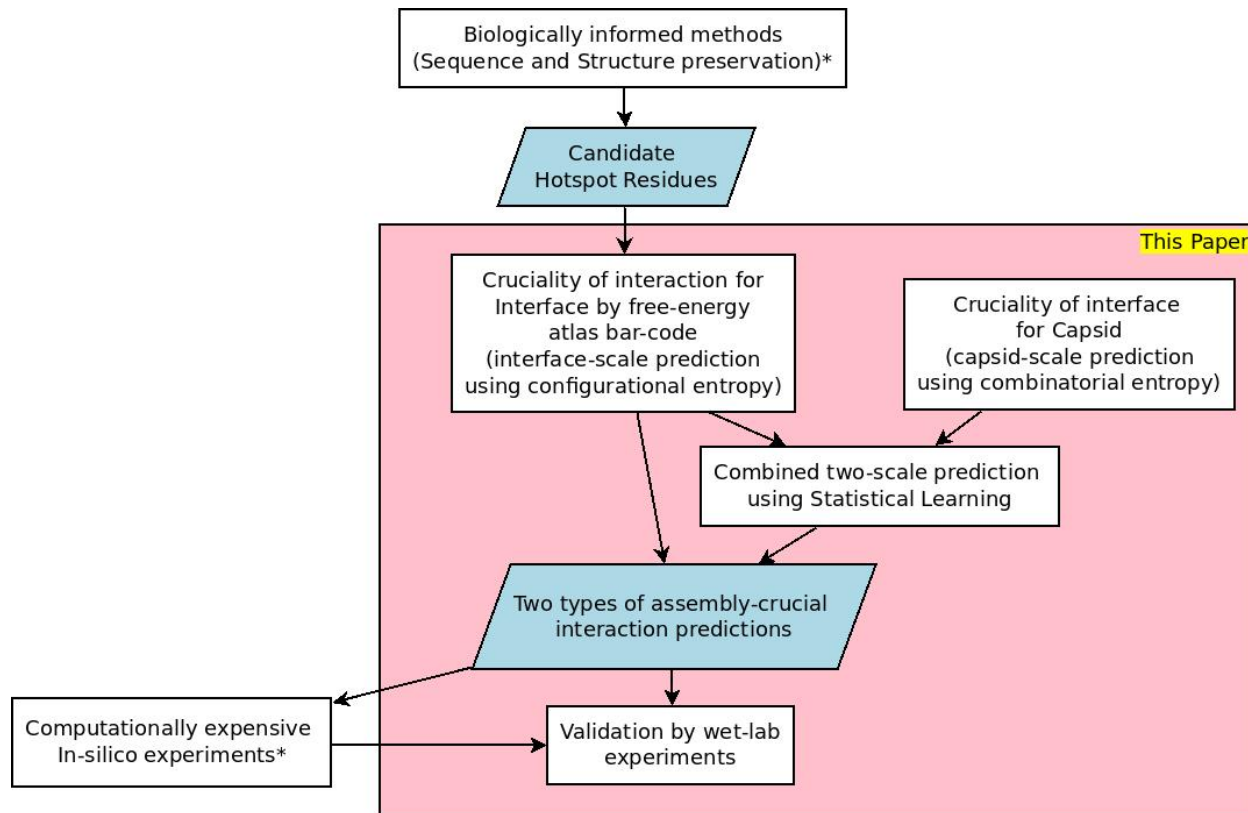 Biologically informed methods
(Sequence and Structure preservation)*
Candidate
Hotspot Residues
This Paper
Cruciality of interaction for
Interface by free-energy
atlas bar-code
(interface-scale prediction
using configurational entropy)
Cruciality of interface
for Capsid
(capsid-scale prediction
using combinatorial entropy)
Combined two-scale prediction
using Statistical Learning
Two types of assembly-crucial
interaction predictions
Computationally expensive
In-silico experiments*
Validation by wet-lab
experiments